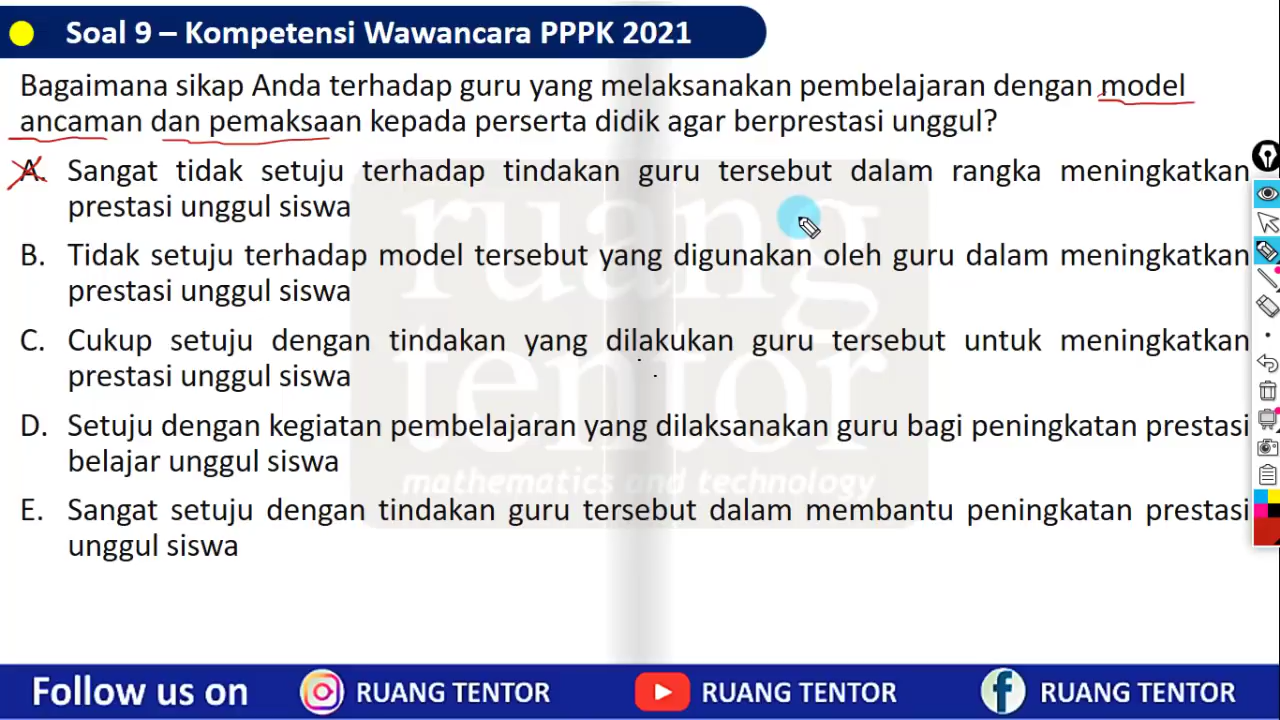 Soal 9 – Kompetensi Wawancara PPPK 2021
Bagaimana sikap Anda terhadap guru yang melaksanakan pembelajaran dengan model
ancaman dan pemaksaan kepada perserta didik agar berprestasi unggul?
A. Sangat tidak setuju terhadap tindakan guru tersebut dalam rangka meningkatkan
prestasi unggul siswa
B. Tidak setuju terhadap model tersebut yang digunakan oleh guru dalam meningkatkan
prestasi unggul siswa
C. Cukup setuju dengan tindakan yang dilakukan guru tersebut untuk meningkatkan
prestasi unggul siswa
D. Setuju dengan kegiatan pembelajaran yang dilaksanakan guru bagi peningkatan prestasi
belajar unggul siswa
E. Sangat setuju dengan tindakan guru tersebut dalam membantu peningkatan prestasi
unggul siswa
ruang
tentor
mathematics and technology
Follow us on RUANG TENTOR RUANG TENTOR RUANG TENTOR